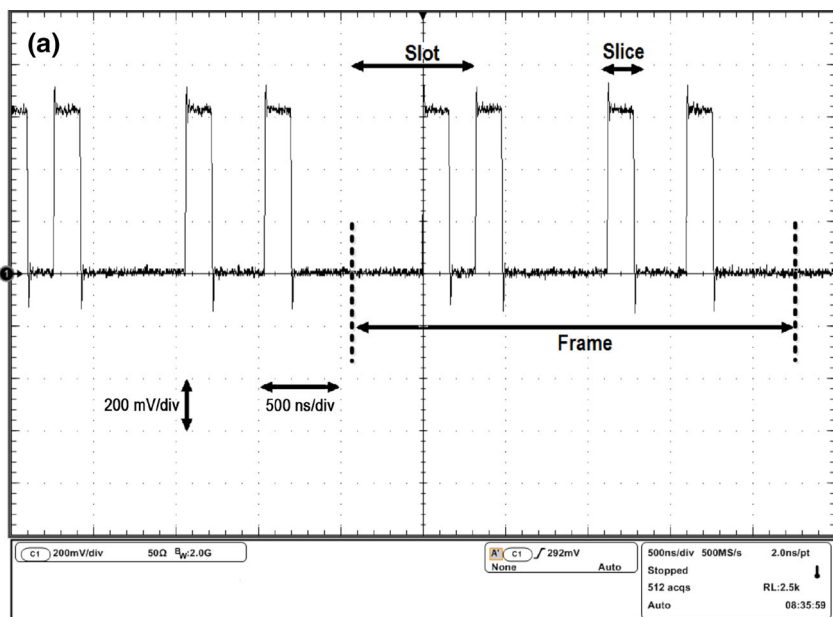 (a)
Slot
Slice
1
Frame
200 mV/div
500 ns/div
C1 200mV/div 50Ω BW:2.0G
A' C1 292mV
None Auto
500ns/div 500MS/s 2.0ns/pt
Stopped
512 acqs RL:2.5k
Auto 08:35:59